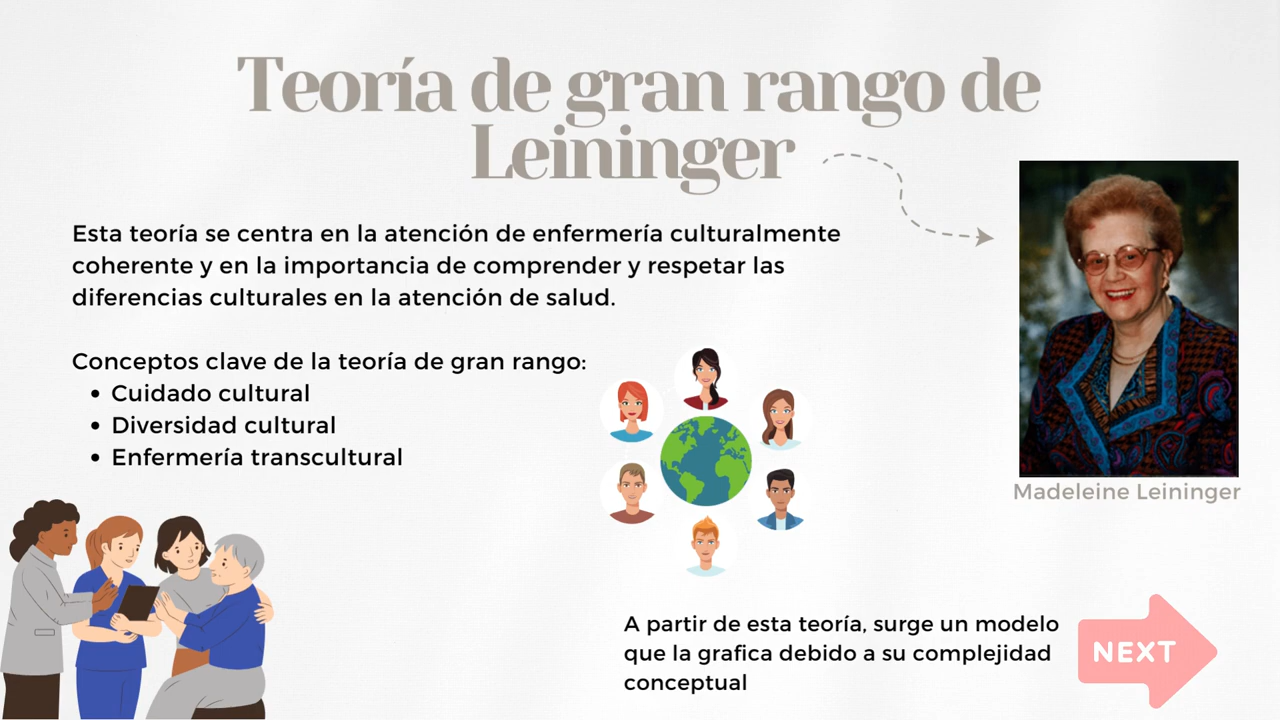 Teoría de gran rango de
Leininger
Esta teoría se centra en la atención de enfermería culturalmente
coherente y en la importancia de comprender y respetar las
diferencias culturales en la atención de salud.
Conceptos clave de la teoría de gran rango:
• Cuidado cultural
• Diversidad cultural
• Enfermería transcultural
Madeleine Leininger
A partir de esta teoría, surge un modelo
que la grafica debido a su complejidad
conceptual
NEXT